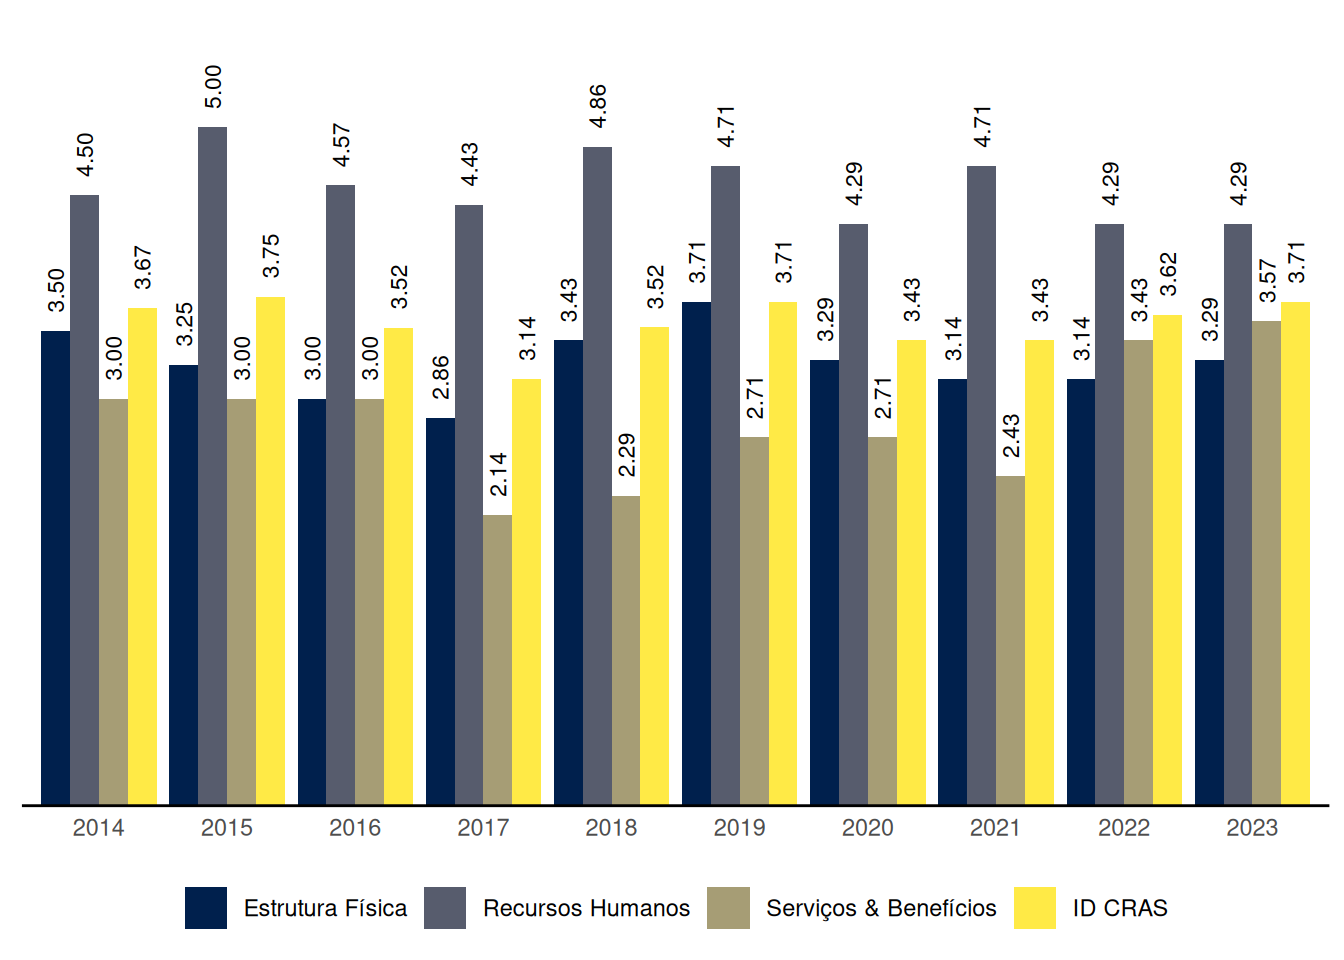 3.50 4.50 3.00 3.67
3.25 5.00 3.00 3.75
3.00 4.57 3.00 3.52
2.86 4.43 2.14 3.14
3.43 4.86 2.29 3.52
3.71 4.71 2.71 3.71
3.29 4.29 2.71 3.43
3.14 4.71 2.43 3.43
3.14 4.29 3.43 3.62
3.29 4.29 3.57 3.71
2014 2015 2016 2017 2018 2019 2020 2021 2022 2023
Estrutura Física Recursos Humanos Serviços & Benefícios ID CRAS